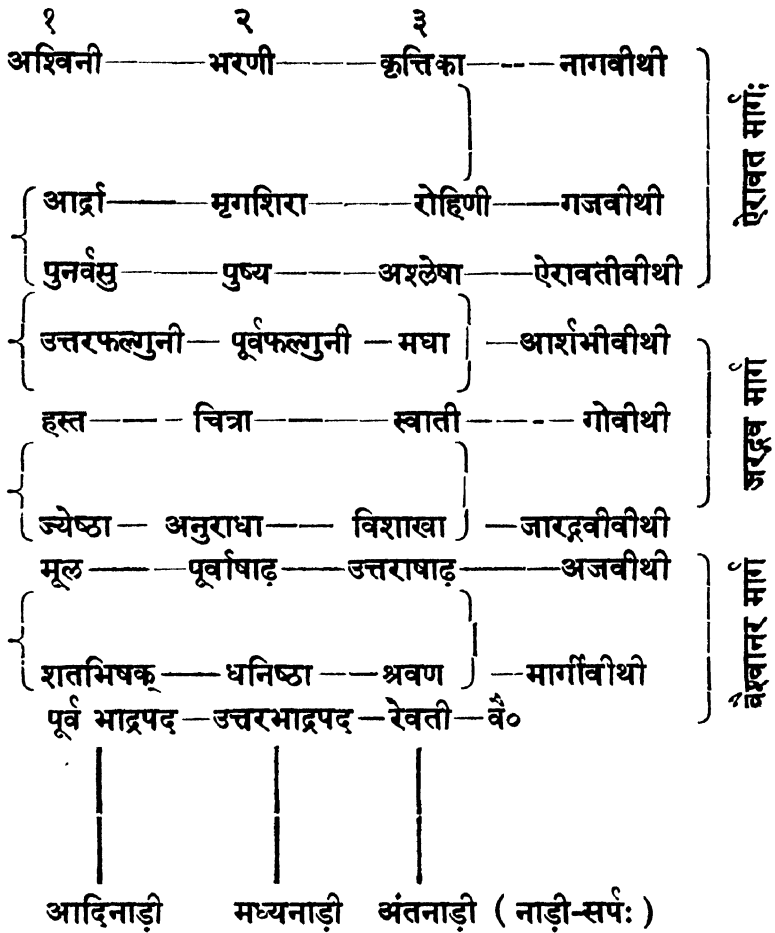 १ २ ३
अश्विनी भरणी कृत्तिका नागवीथी
आर्द्रा मृगशिरा रोहिणी गजवीथी
पुनर्वसु पुष्य अश्लेषा ऐरावतीवीथी
ऐरावत मार्ग:
उत्तरफल्गुनी पूर्वफल्गुनी मघा आर्शभीवीथी
हस्त चित्रा स्वाती गोवीथी
ज्येष्ठा अनुराधा विशाखा जारद्गवीवीथी
जरद्गव मार्ग
मूल पूर्वाषाढ़ उत्तराषाढ़ अजवीथी
शतभिषक् धनिष्ठा श्रवण मार्गीवीथी
पूर्व भाद्रपद उत्तरभाद्रपद रेवती वै०
वैश्वानर मार्ग
आदिनाड़ी मध्यनाड़ी अंतनाड़ी ( नाड़ी-सर्प: )